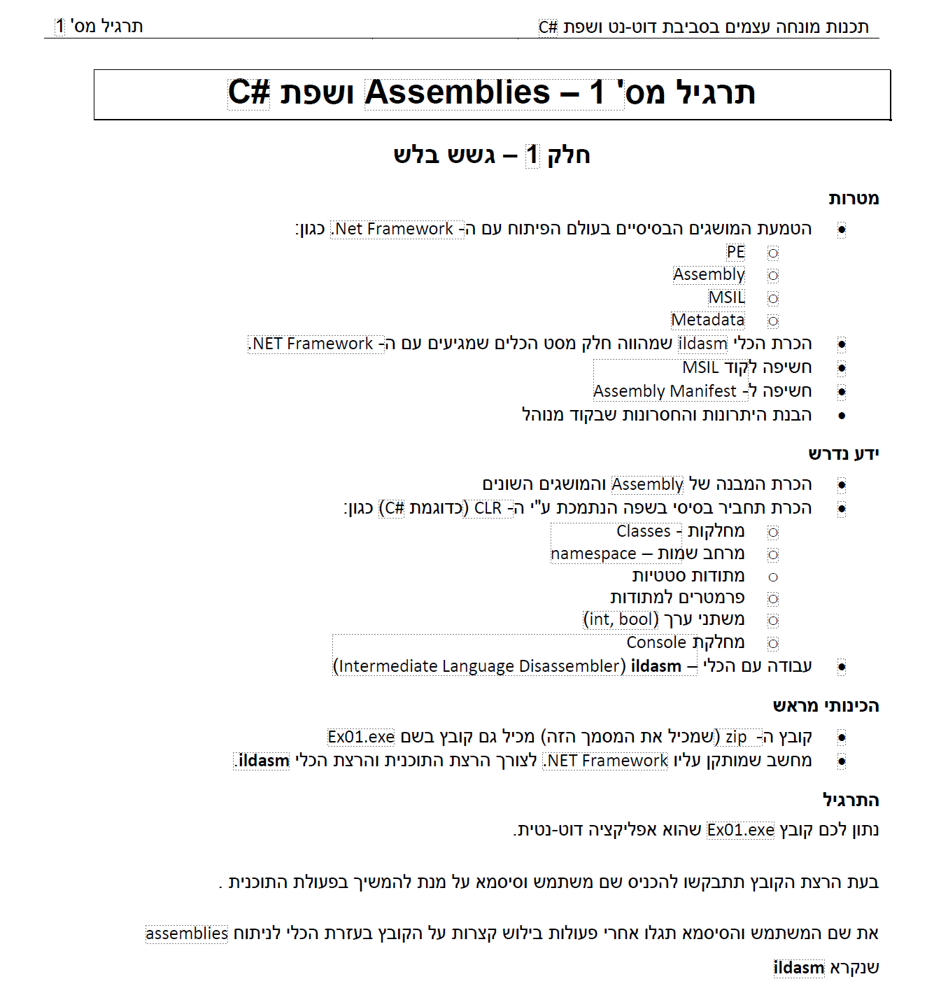 תכנות מונחה עצמים בסביבת דוט-נט ושפת C# תרגיל מס' 1
תרגיל מס' 1 – Assemblies ושפת C#
חלק 1 – גשש בלש
מטרות
• הטמעת המושגים הבסיסיים בעולם הפיתוח עם ה- .Net Framework כגון:
○ PE
○ Assembly
○ MSIL
○ Metadata
• הכרת הכלי ildasm שמהווה חלק מסט הכלים שמגיעים עם ה- .NET Framework
• חשיפה לקוד MSIL
• חשיפה ל- Assembly Manifest
• הבנת היתרונות והחסרונות שבקוד מנוהל
ידע נדרש
• הכרת המבנה של Assembly והמושגים השונים
• הכרת תחביר בסיסי בשפה הנתמכת ע"י ה- CLR (כדוגמת C#) כגון:
○ מחלקות - Classes
○ מרחב שמות – namespace
○ מתודות סטטיות
○ פרמטרים למתודות
○ משתני ערך (int, bool)
○ מחלקת Console
• עבודה עם הכלי – ildasm (Intermediate Language Disassembler)
הכינותי מראש
• קובץ ה- zip (שמכיל את המסמך הזה) מכיל גם קובץ בשם Ex01.exe
• מחשב שמותקן עליו .NET Framework לצורך הרצת התוכנית והרצת הכלי ildasm.
התרגיל
נתון לכם קובץ Ex01.exe שהוא אפליקציה דוט-נטית.
בעת הרצת הקובץ תתבקשו להכניס שם משתמש וסיסמא על מנת להמשיך בפעולת התוכנית .
את שם המשתמש והסיסמא תגלו אחרי פעולות בילוש קצרות על הקובץ בעזרת הכלי לניתוח assemblies
שנקרא ildasm